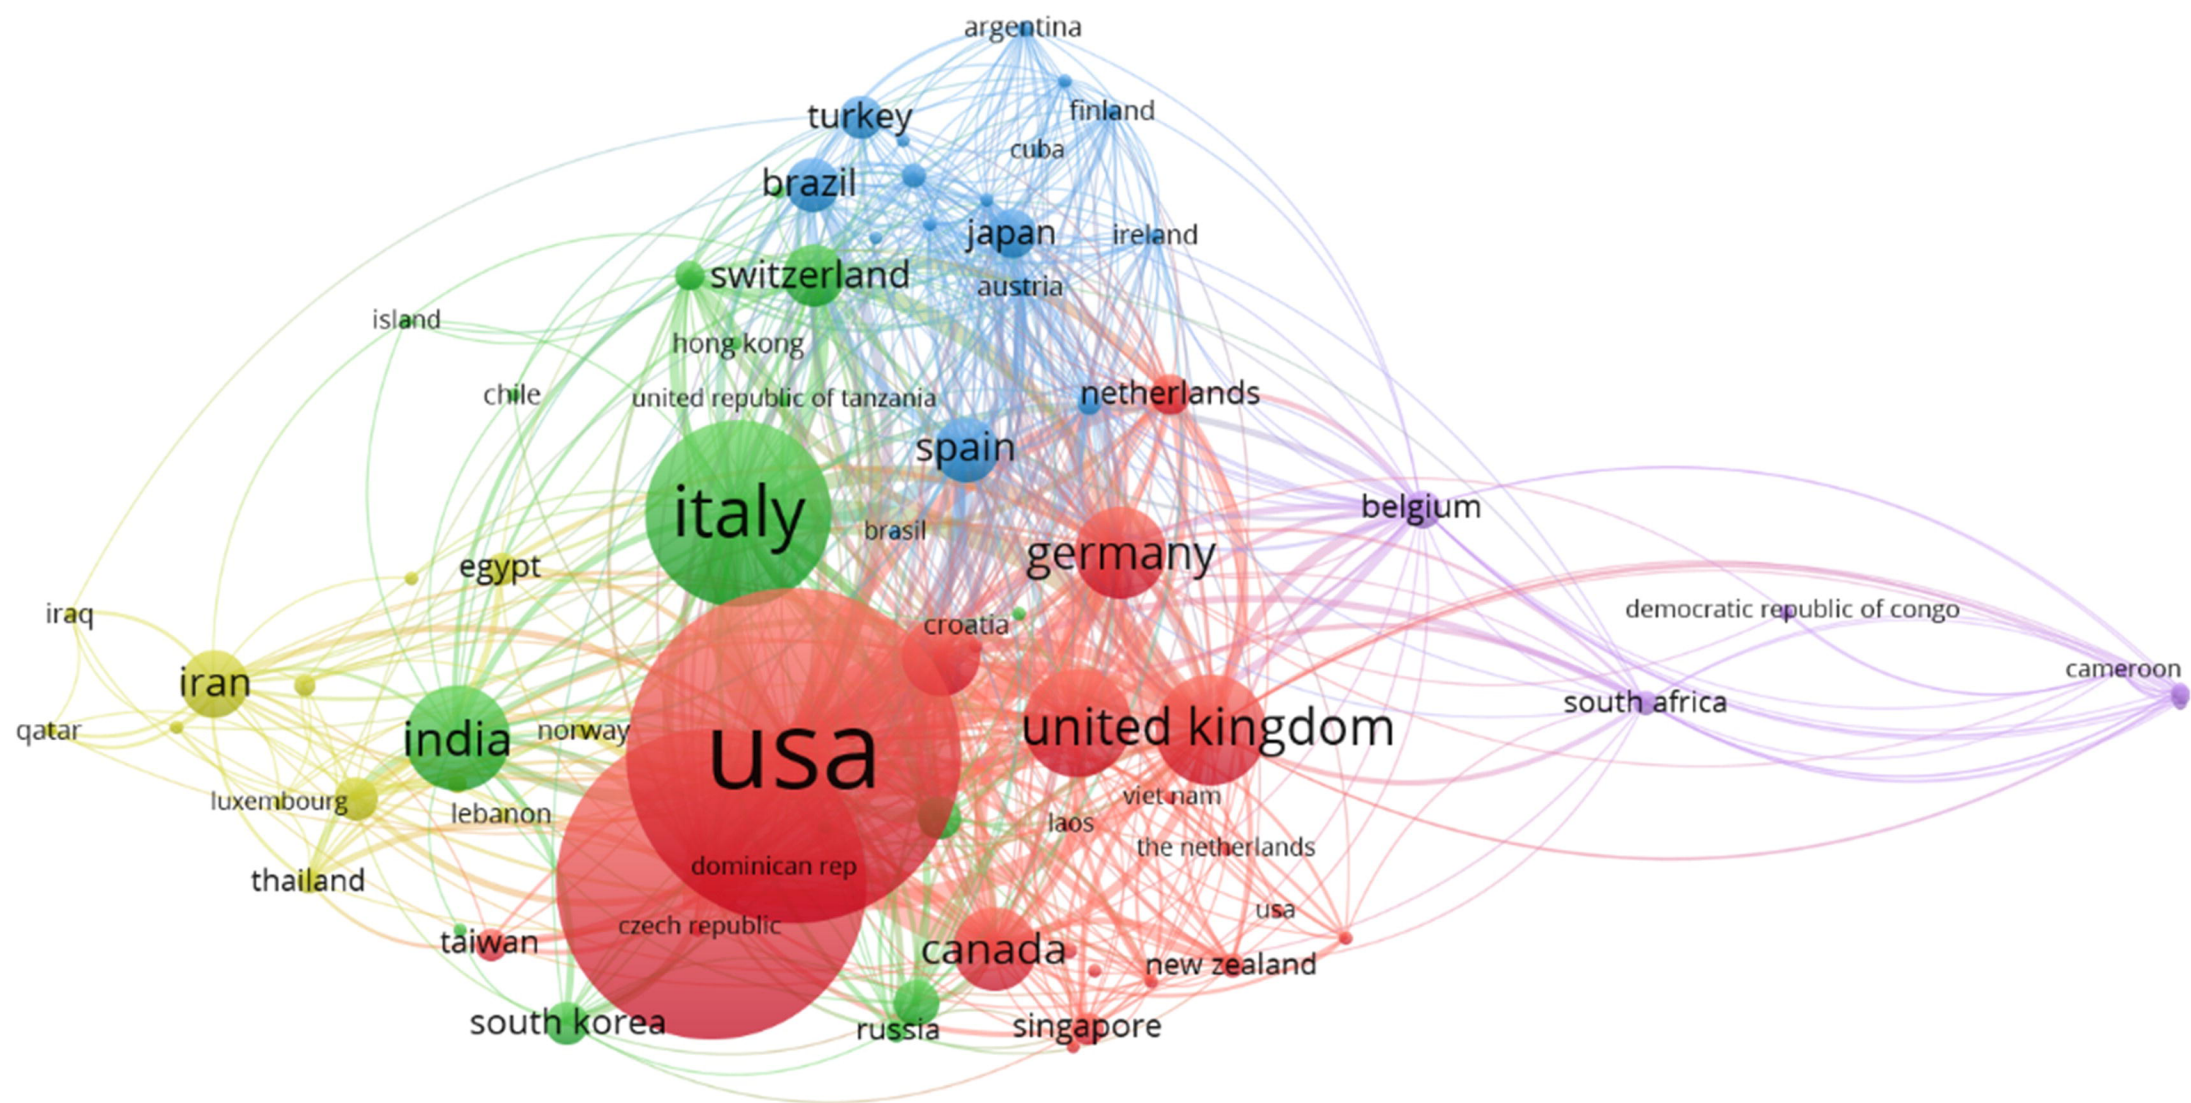 argentina
finland
turkey
cuba
brazil
japan
ireland
switzerland
austria
island
hong kong
chile
united republic of tanzania
netherlands
spain
italy
belgium
brasil
germany
egypt
iraq
croatia
democratic republic of congo
cameroon
iran
south africa
qatar
india
norway
usa
united kingdom
viet nam
luxembourg
lebanon
laos
the netherlands
dominican rep
thailand
usa
czech republic
taiwan
canada
new zealand
south korea
russia
singapore